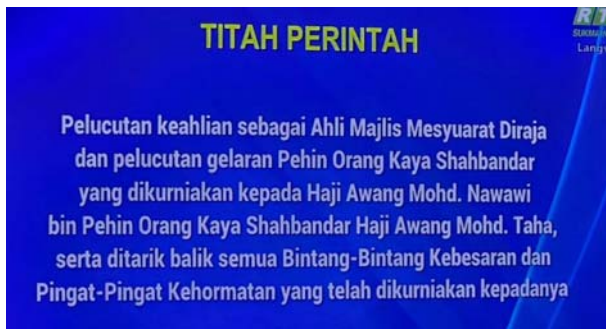 TITAH PERINTAH
Pelucutan keahlian sebagai Ahli Majlis Mesyuarat Diraja
dan pelucutan gelaran Pehin Orang Kaya Shahbandar
yang dikurniakan kepada Haji Awang Mohd. Nawawi
bin Pehin Orang Kaya Shahbandar Haji Awang Mohd. Taha,
serta ditarik balik semua Bintang-Bintang Kebesaran dan
Pingat-Pingat Kehormatan yang telah dikurniakan kepadanya